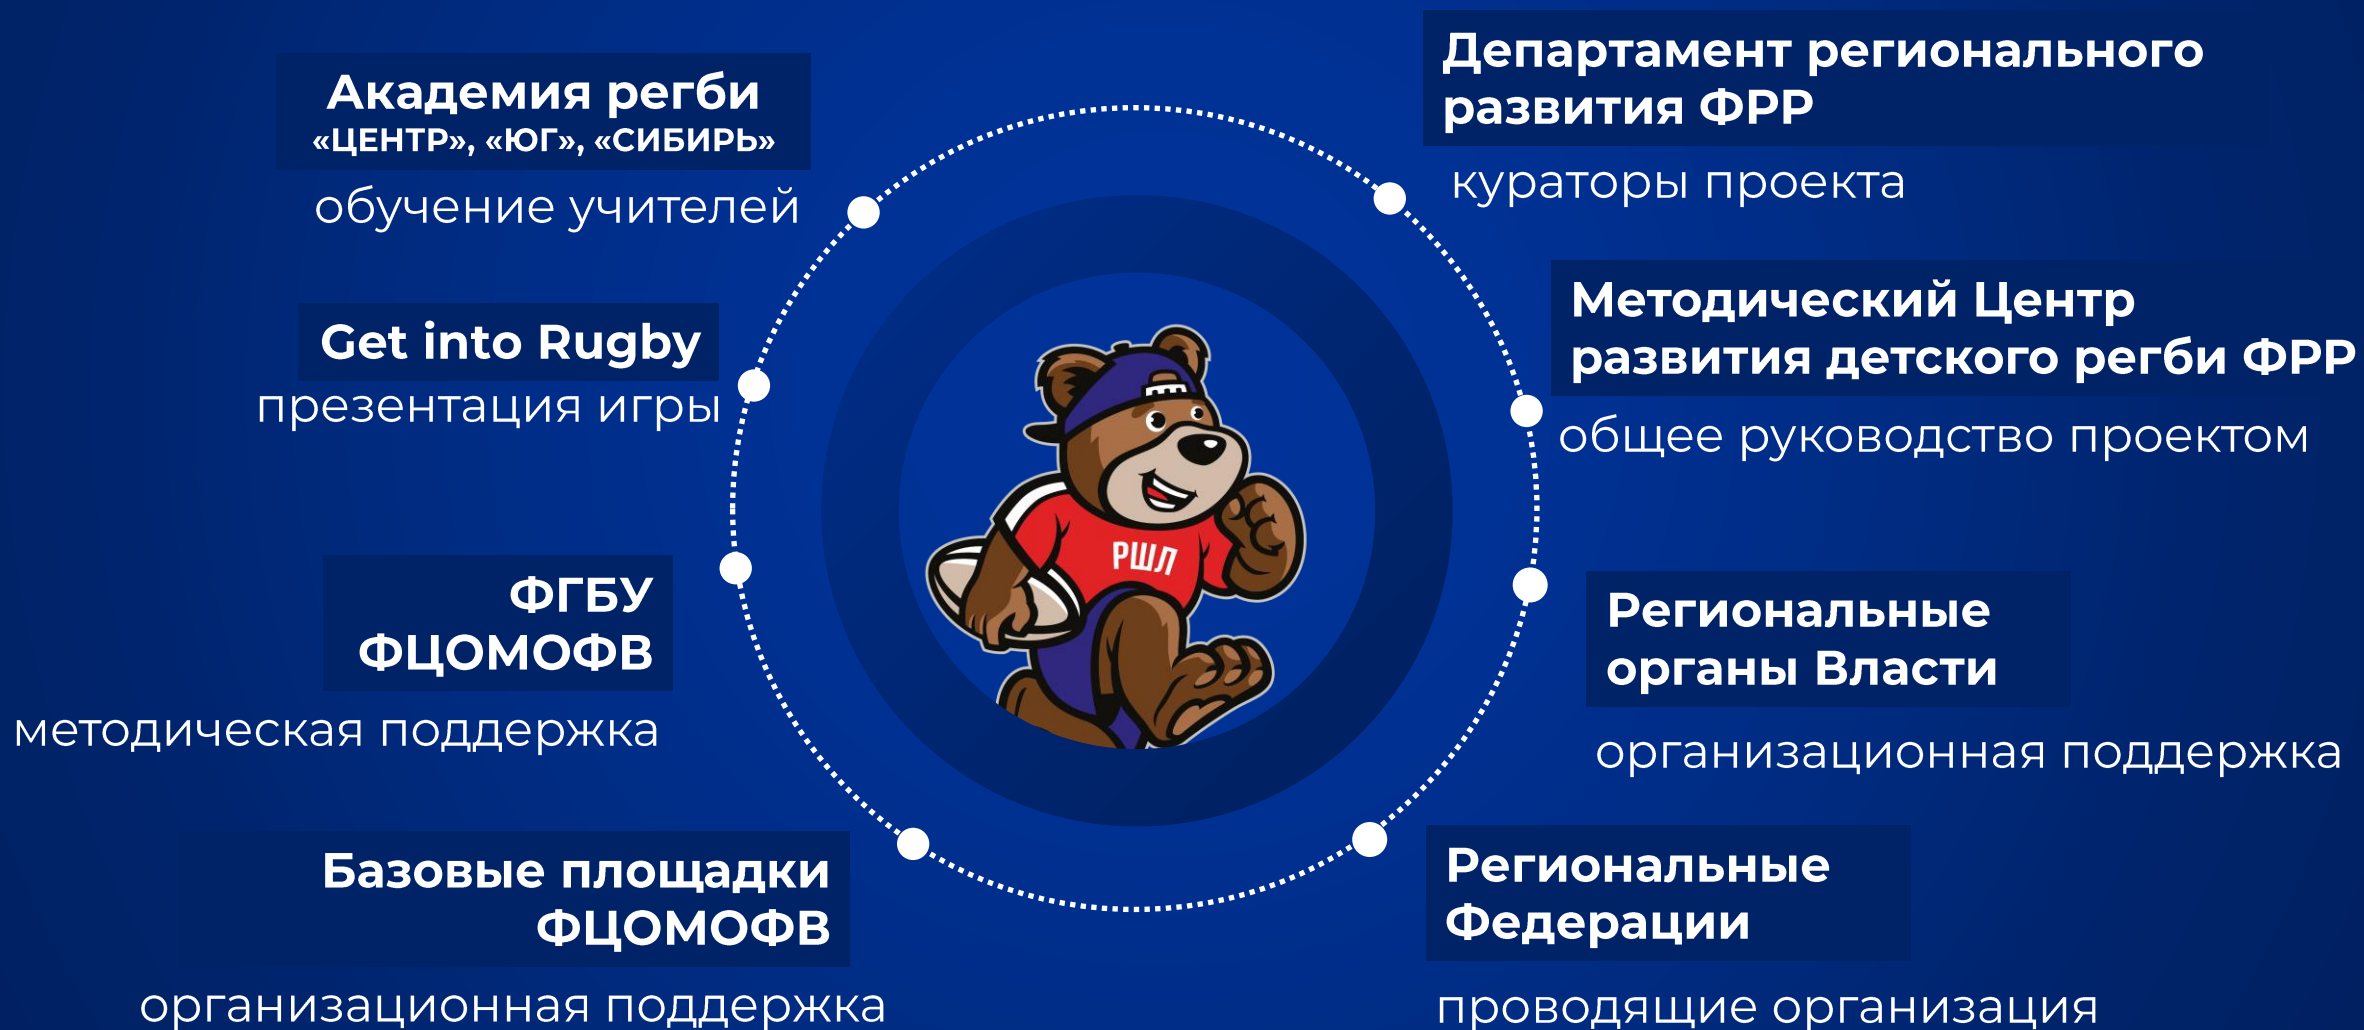 Академия регби
«ЦЕНТР», «ЮГ», «СИБИРЬ»
обучение учителей
Get into Rugby
презентация игры
ФГБУ
ФЦОМОФВ
методическая поддержка
Базовые площадки
ФЦОМОФВ
организационная поддержка
РШЛ
Департамент регионального
развития ФРР
кураторы проекта
Методический Центр
развития детского регби ФРР
общее руководство проектом
Региональные
органы Власти
организационная поддержка
Региональные
Федерации
проводящие организация